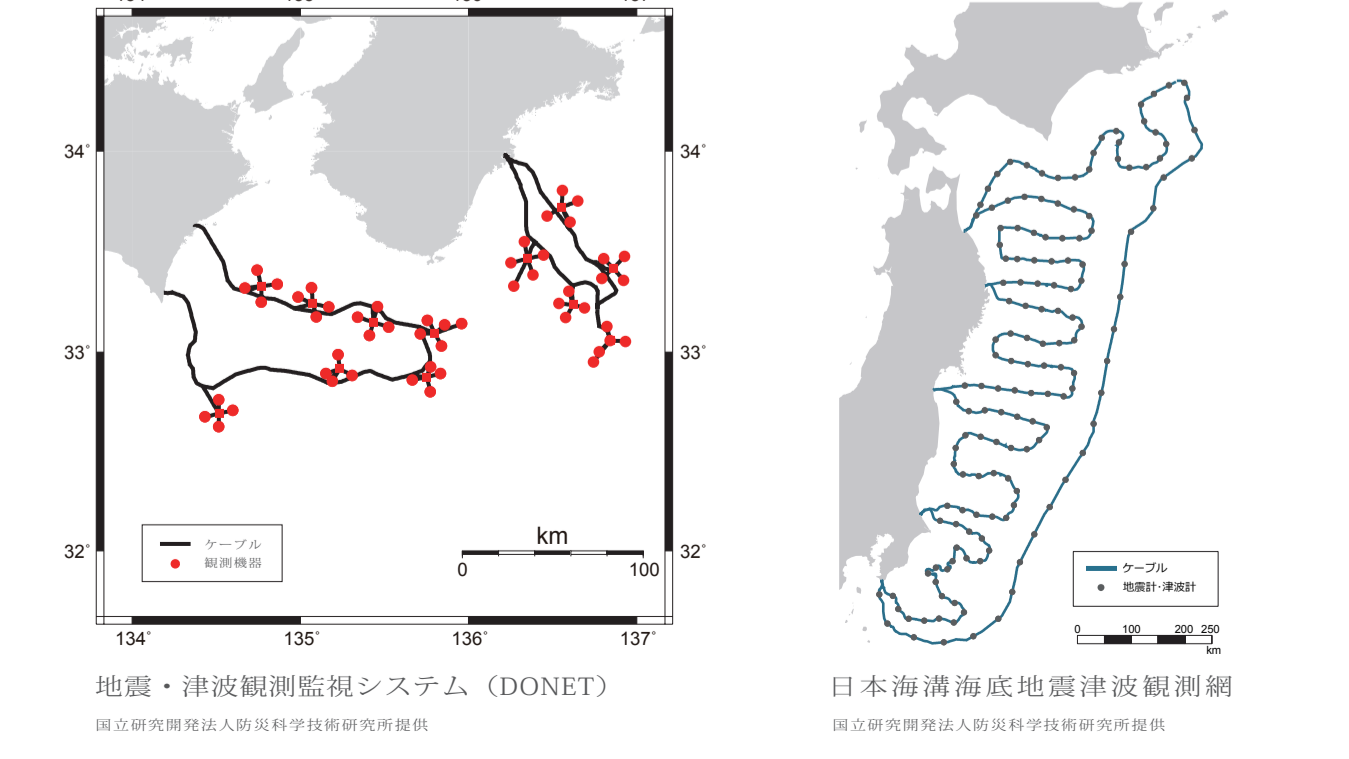 34°
33°
32°
34°
33°
32°
ケーブル
観測機器
km
0 100
134° 135° 136° 137°
地震・津波観測監視システム（DONET）
国立研究開発法人防災科学技術研究所提供
ケーブル
地震計・津波計
0 100 200 250
km
日本海溝海底地震津波観測網
国立研究開発法人防災科学技術研究所提供